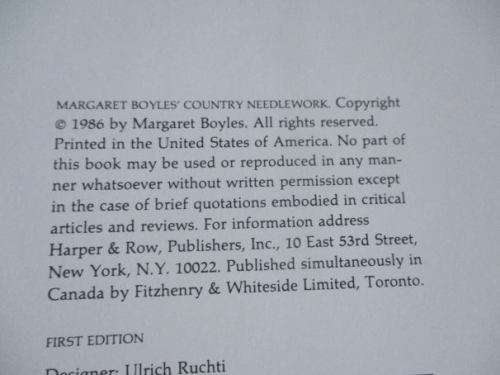 MARGARET BOYLES' COUNTRY NEEDLEWORK. Copyright
© 1986 by Margaret Boyles. All rights reserved.
Printed in the United States of America. No part of
this book may be used or reproduced in any man-
ner whatsoever without written permission except
in the case of brief quotations embodied in critical
articles and reviews. For information address
Harper & Row, Publishers, Inc., 10 East 53rd Street,
New York, N.Y. 10022. Published simultaneously in
Canada by Fitzhenry & Whiteside Limited, Toronto.
FIRST EDITION
Designer: Ulrich Ruchti